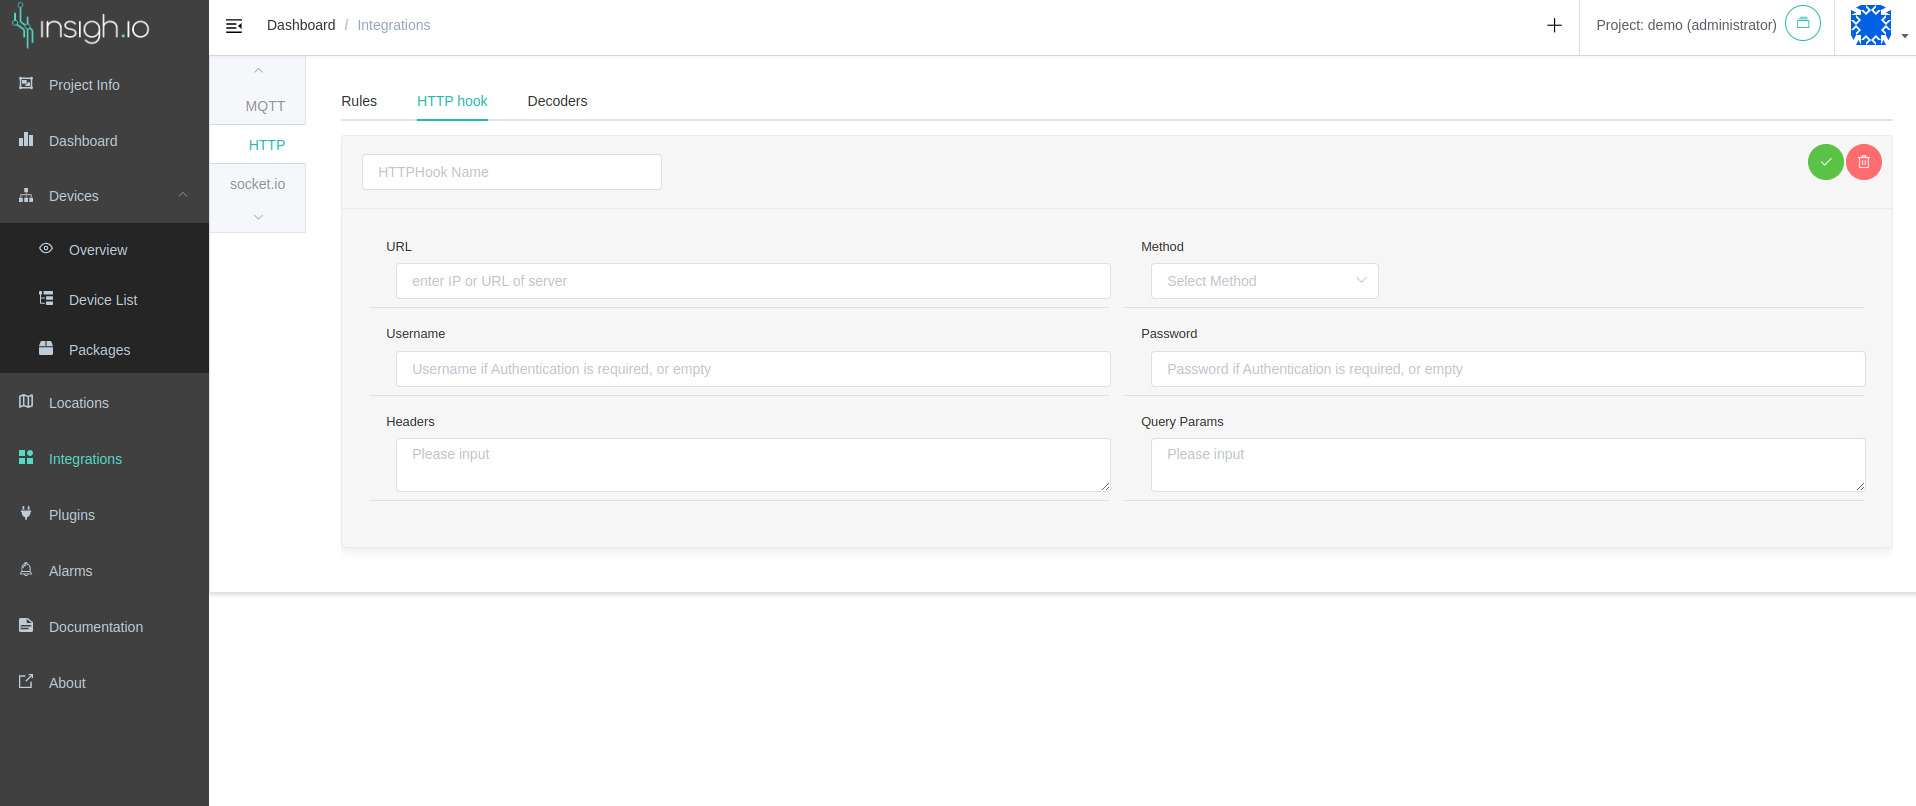 insigh.io
Dashboard / Integrations
Project: demo (administrator)
Project Info
Dashboard
Devices
Overview
Device List
Packages
Locations
Integrations
Plugins
Alarms
Documentation
About
MQTT
HTTP
socket.io
Rules HTTP hook Decoders
HTTPHook Name
URL
enter IP or URL of server
Method
Select Method
Username
Username if Authentication is required, or empty
Password
Password if Authentication is required, or empty
Headers
Please input
Query Params
Please input